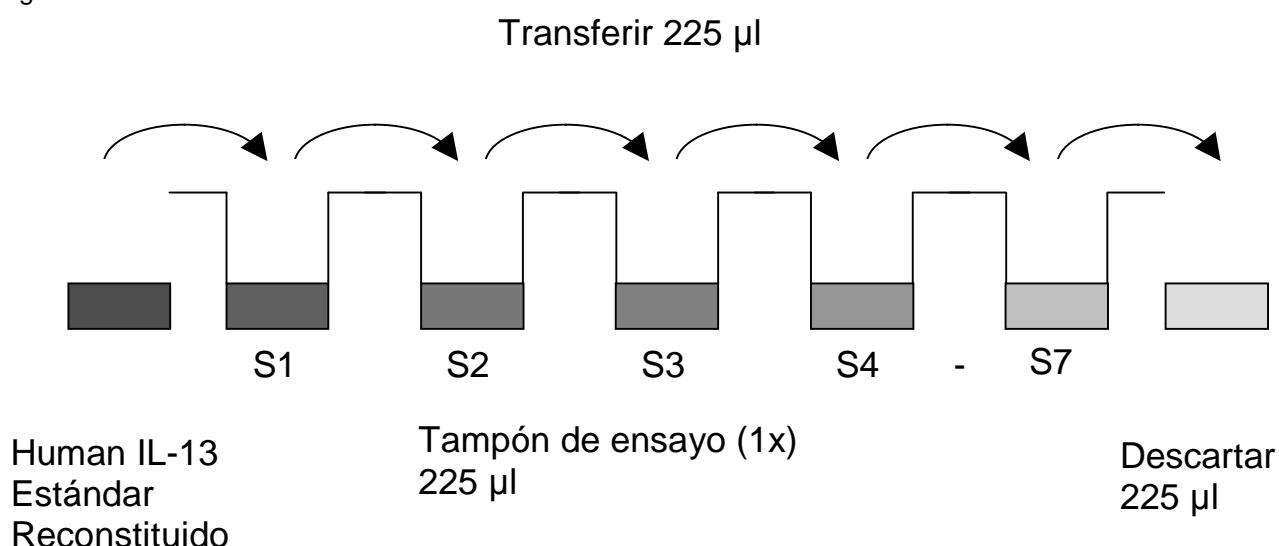 Transferir 225 µl
S1 S2 S3 S4 - S7
Human IL-13
Estándar
Reconstituido
Tampón de ensayo (1x)
225 µl
Descartar
225 µl